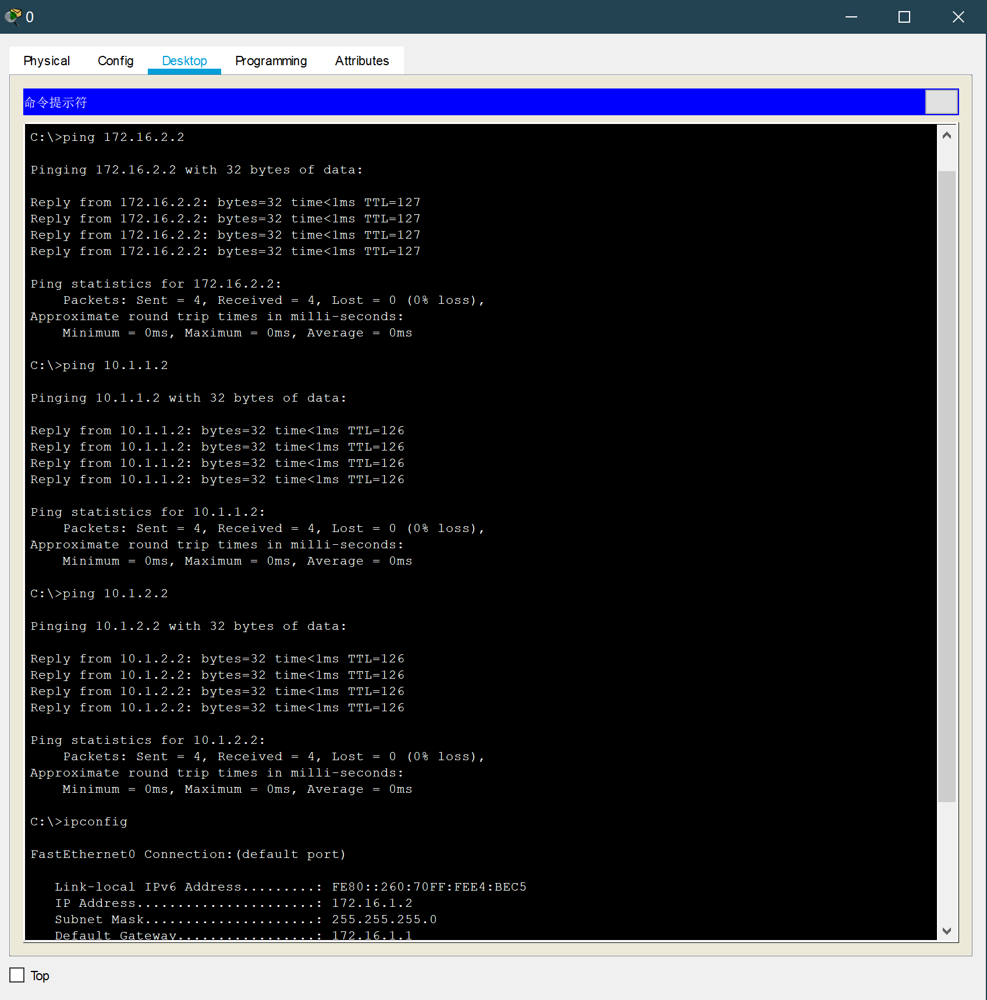 0
Physical Config Desktop Programming Attributes
命令提示符
C:\>ping 172.16.2.2
Pinging 172.16.2.2 with 32 bytes of data:
Reply from 172.16.2.2: bytes=32 time<1ms TTL=127
Reply from 172.16.2.2: bytes=32 time<1ms TTL=127
Reply from 172.16.2.2: bytes=32 time<1ms TTL=127
Reply from 172.16.2.2: bytes=32 time<1ms TTL=127
Ping statistics for 172.16.2.2:
    Packets: Sent = 4, Received = 4, Lost = 0 (0% loss),
Approximate round trip times in milli-seconds:
    Minimum = 0ms, Maximum = 0ms, Average = 0ms
C:\>ping 10.1.1.2
Pinging 10.1.1.2 with 32 bytes of data:
Reply from 10.1.1.2: bytes=32 time<1ms TTL=126
Reply from 10.1.1.2: bytes=32 time<1ms TTL=126
Reply from 10.1.1.2: bytes=32 time<1ms TTL=126
Reply from 10.1.1.2: bytes=32 time<1ms TTL=126
Ping statistics for 10.1.1.2:
    Packets: Sent = 4, Received = 4, Lost = 0 (0% loss),
Approximate round trip times in milli-seconds:
    Minimum = 0ms, Maximum = 0ms, Average = 0ms
C:\>ping 10.1.2.2
Pinging 10.1.2.2 with 32 bytes of data:
Reply from 10.1.2.2: bytes=32 time<1ms TTL=126
Reply from 10.1.2.2: bytes=32 time<1ms TTL=126
Reply from 10.1.2.2: bytes=32 time<1ms TTL=126
Reply from 10.1.2.2: bytes=32 time<1ms TTL=126
Ping statistics for 10.1.2.2:
    Packets: Sent = 4, Received = 4, Lost = 0 (0% loss),
Approximate round trip times in milli-seconds:
    Minimum = 0ms, Maximum = 0ms, Average = 0ms
C:\>ipconfig
FastEthernet0 Connection:(default port)
   Link-local IPv6 Address.........: FE80::260:70FF:FEE4:BEC5
   IP Address......................: 172.16.1.2
   Subnet Mask.....................: 255.255.255.0
   Default Gateway.................: 172.16.1.1
Top